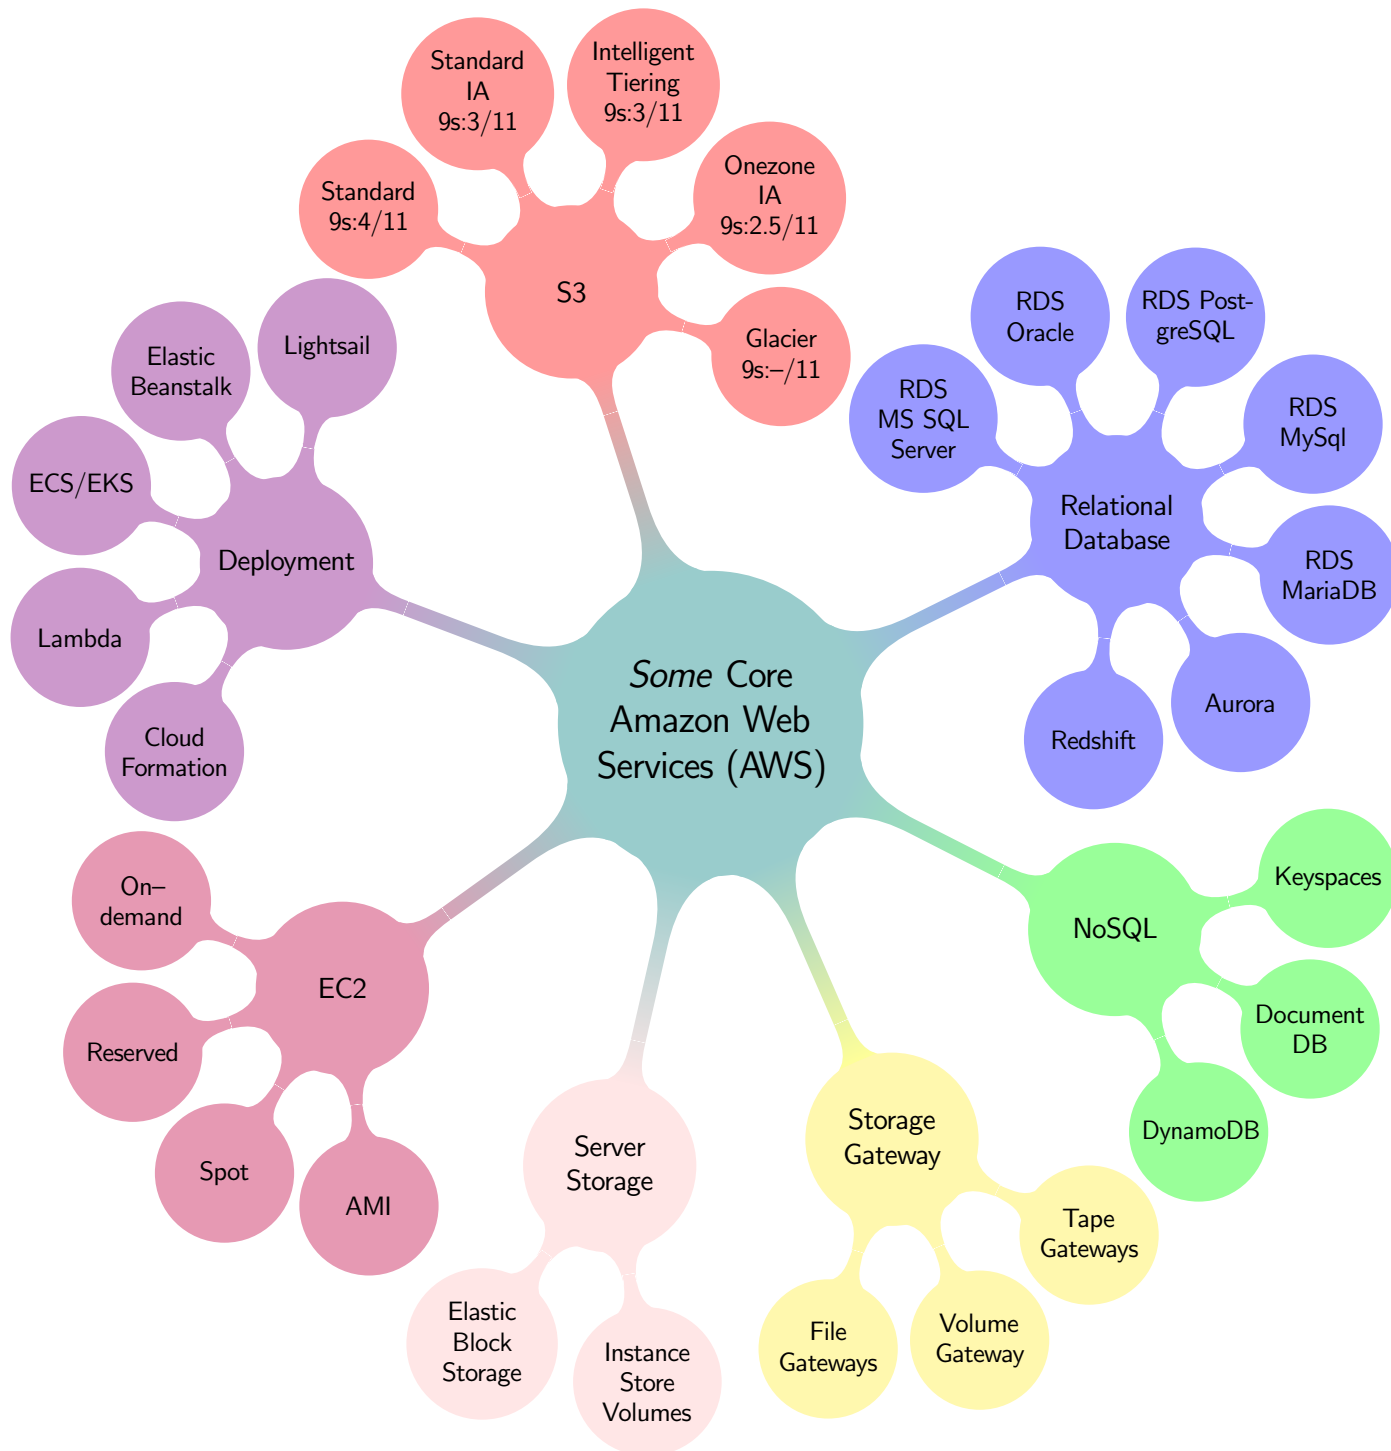 Some Core
Amazon Web
Services (AWS)
S3
Standard
9s:4/11
Standard
IA
9s:3/11
Intelligent
Tiering
9s:3/11
Onezone
IA
9s:2.5/11
Glacier
9s:–/11
Relational
Database
RDS
MS SQL
Server
RDS
Oracle
RDS Post-
greSQL
RDS
MySql
RDS
MariaDB
Aurora
Redshift
NoSQL
Keyspaces
Document
DB
DynamoDB
Storage
Gateway
Tape
Gateways
Volume
Gateway
File
Gateways
Server
Storage
Instance
Store
Volumes
Elastic
Block
Storage
EC2
AMI
Spot
Reserved
On–
demand
Deployment
Cloud
Formation
Lambda
ECS/EKS
Elastic
Beanstalk
Lightsail